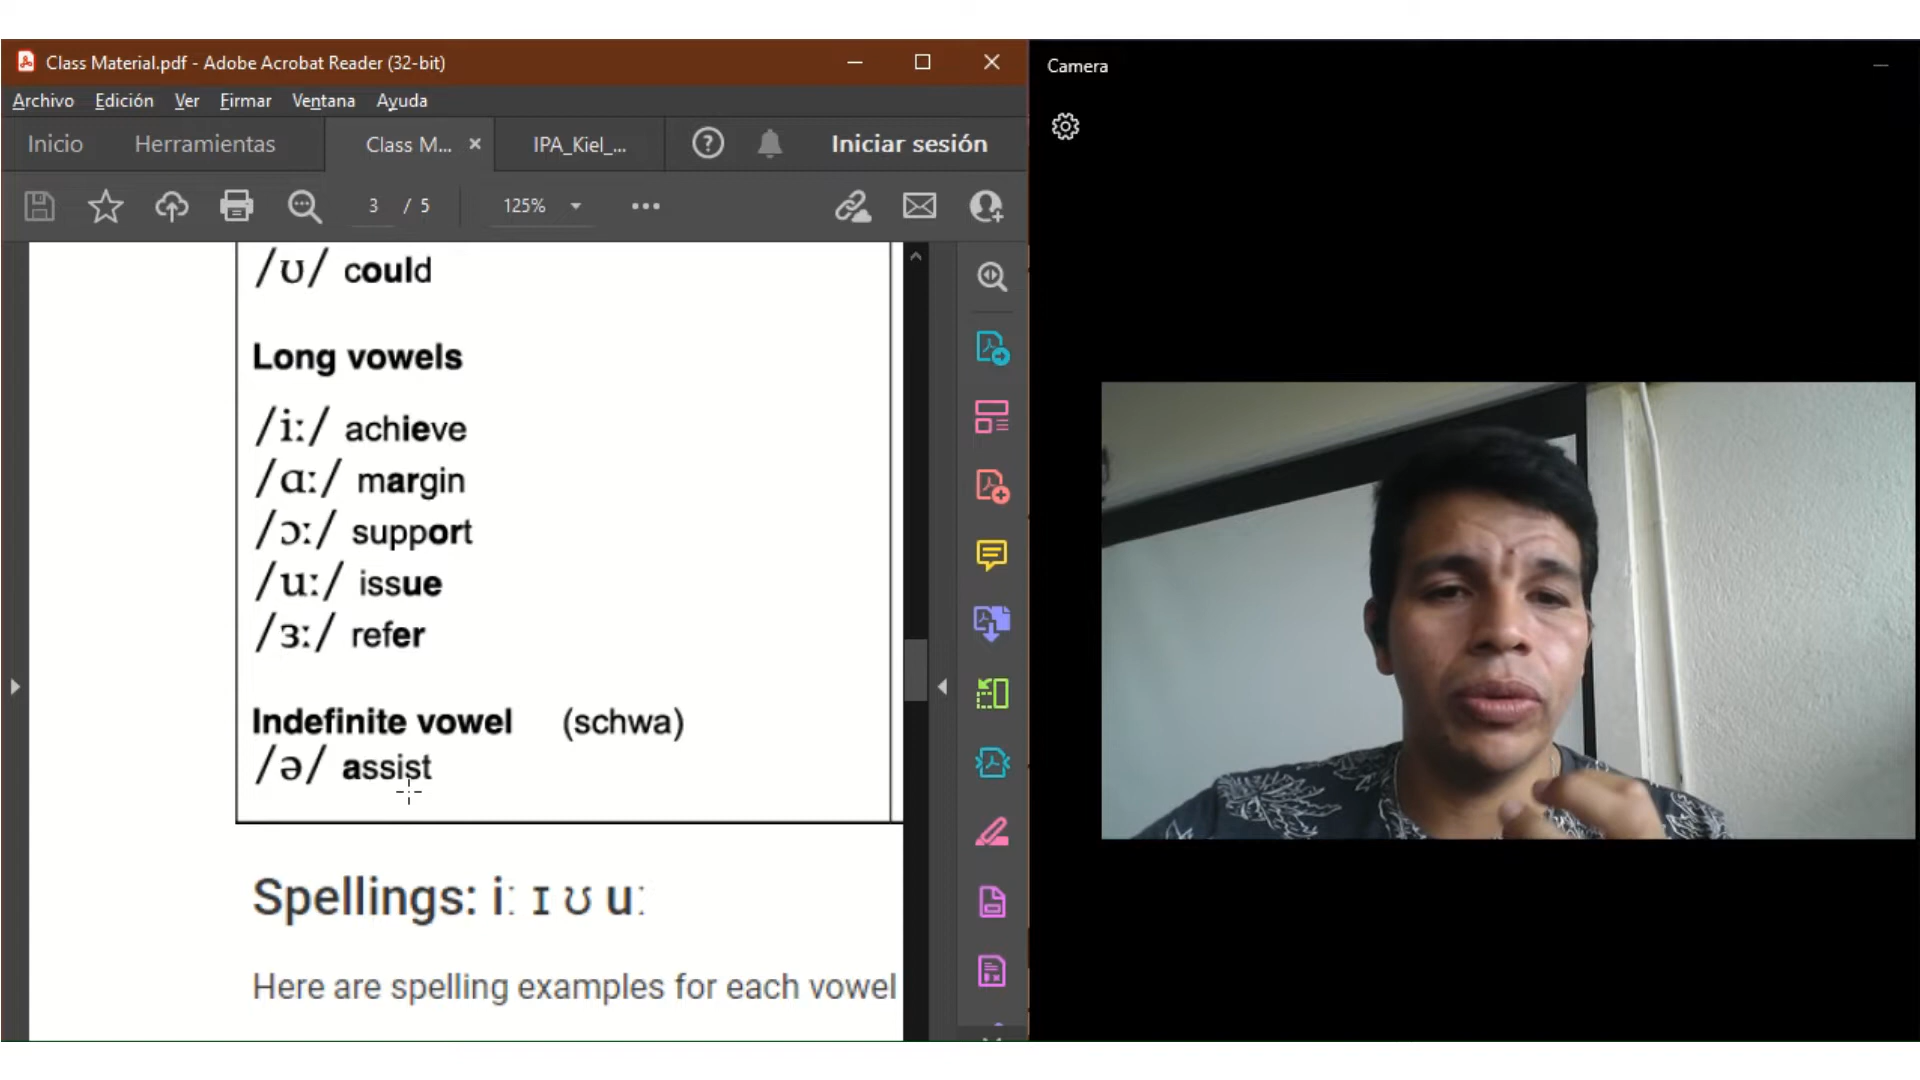 Class Material.pdf - Adobe Acrobat Reader (32-bit)
Camera
Archivo Edición Ver Firmar Ventana Ayuda
Inicio Herramientas Class M... IPA_Kiel_... Iniciar sesión
3 / 5 125%
/ʊ/ could
Long vowels
/iː/ achieve
/ɑː/ margin
/ɔː/ support
/uː/ issue
/ɜː/ refer
Indefinite vowel (schwa)
/ə/ assist
Spellings: iː ɪ ʊ uː
Here are spelling examples for each vowel